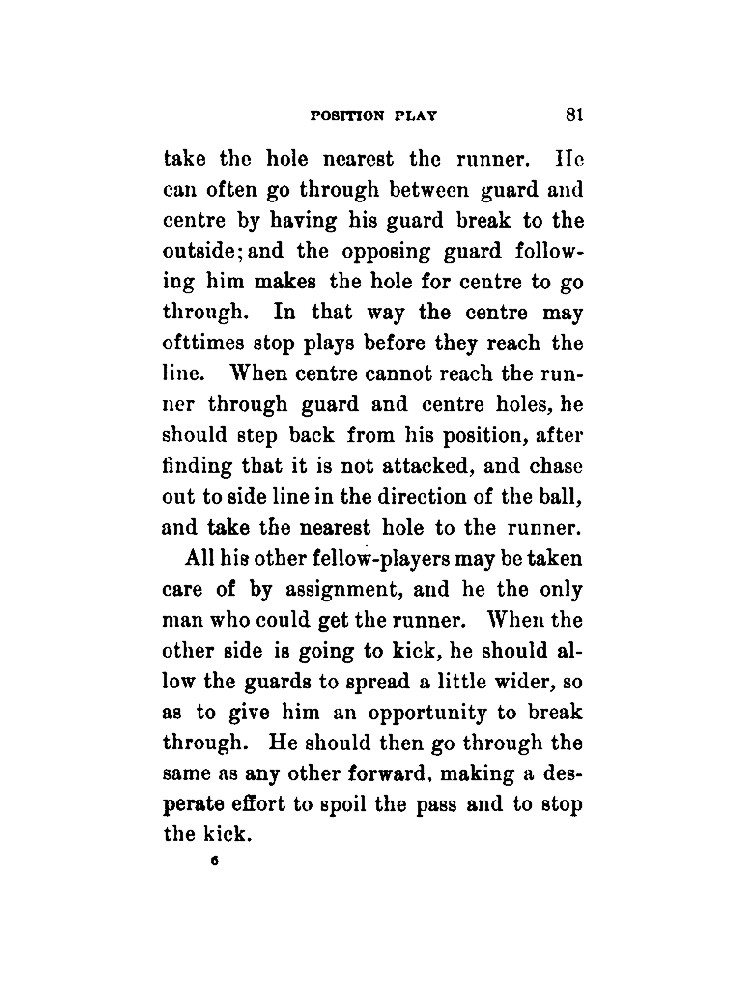 POSITION PLAY 81
take the hole nearest the runner. He
can often go through between guard and
centre by having his guard break to the
outside; and the opposing guard follow-
ing him makes the hole for centre to go
through. In that way the centre may
ofttimes stop plays before they reach the
line. When centre cannot reach the run-
ner through guard and centre holes, he
should step back from his position, after
finding that it is not attacked, and chase
out to side line in the direction of the ball,
and take the nearest hole to the runner.
All his other fellow-players may be taken
care of by assignment, and he the only
man who could get the runner. When the
other side is going to kick, he should al-
low the guards to spread a little wider, so
as to give him an opportunity to break
through. He should then go through the
same as any other forward, making a des-
perate effort to spoil the pass and to stop
the kick.
6